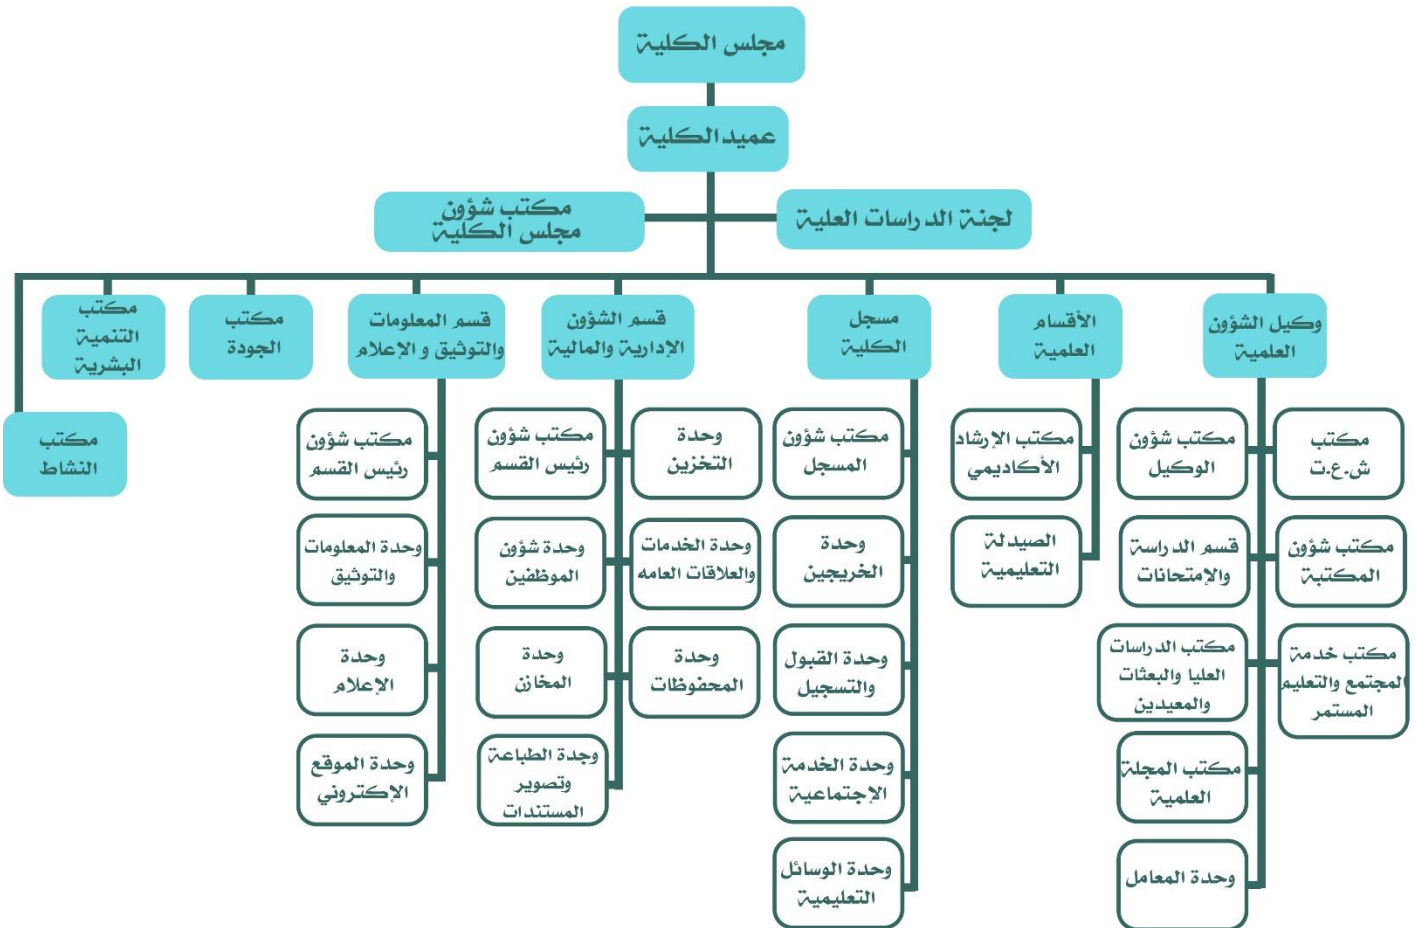 مجلس الكلية
عميد الكلية
لجنة الدراسات العلية
مكتب شؤون
مجلس الكلية
وكيل الشؤون
العلمية
الأقسام
العلمية
مسجل
الكلية
قسم الشؤون
الإدارية والمالية
قسم المعلومات
والتوثيق و الإعلام
مكتب
الجودة
مكتب
التنمية
البشرية
مكتب
النشاط
مكتب
ش.ع.ت
مكتب شؤون
الوكيل
مكتب شؤون
المكتبة
قسم الدراسة
والإمتحانات
مكتب خدمة
المجتمع والتعليم
المستمر
مكتب الدراسات
العليا والبعثات
والمعيدين
مكتب المجلة
العلمية
وحدة المعامل
مكتب الإرشاد
الأكاديمي
الصيدلة
التعليمية
مكتب شؤون
المسجل
وحدة
الخريجين
وحدة القبول
والتسجيل
وحدة الخدمة
الإجتماعية
وحدة الوسائل
التعليمية
وحدة
التخزين
مكتب شؤون
رئيس القسم
وحدة الخدمات
والعلاقات العامه
وحدة شؤون
الموظفين
وحدة
المحفوظات
وحدة
المخازن
وجدة الطباعة
وتصوير
المستندات
مكتب شؤون
رئيس القسم
وحدة المعلومات
والتوثيق
وحدة
الإعلام
وحدة الموقع
الإكتروني